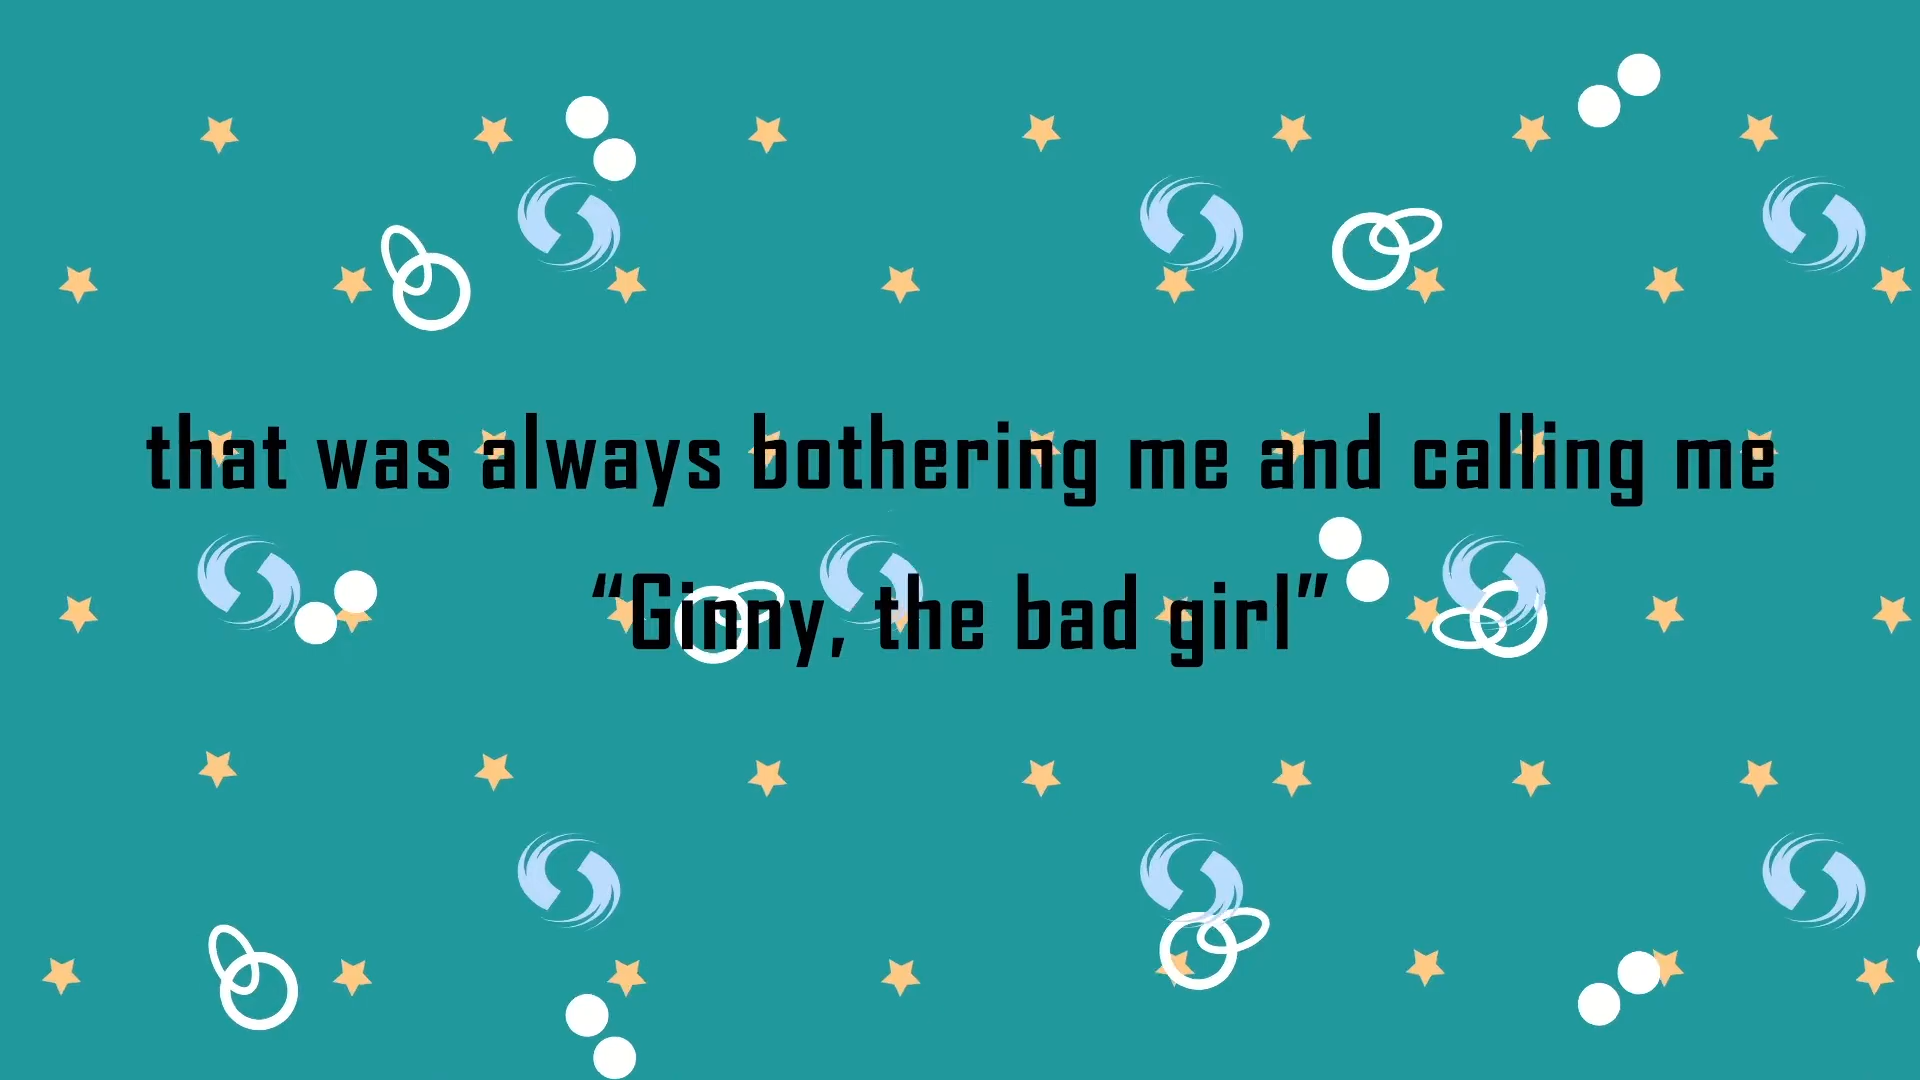 that was always bothering me and calling me
“Ginny, the bad girl”